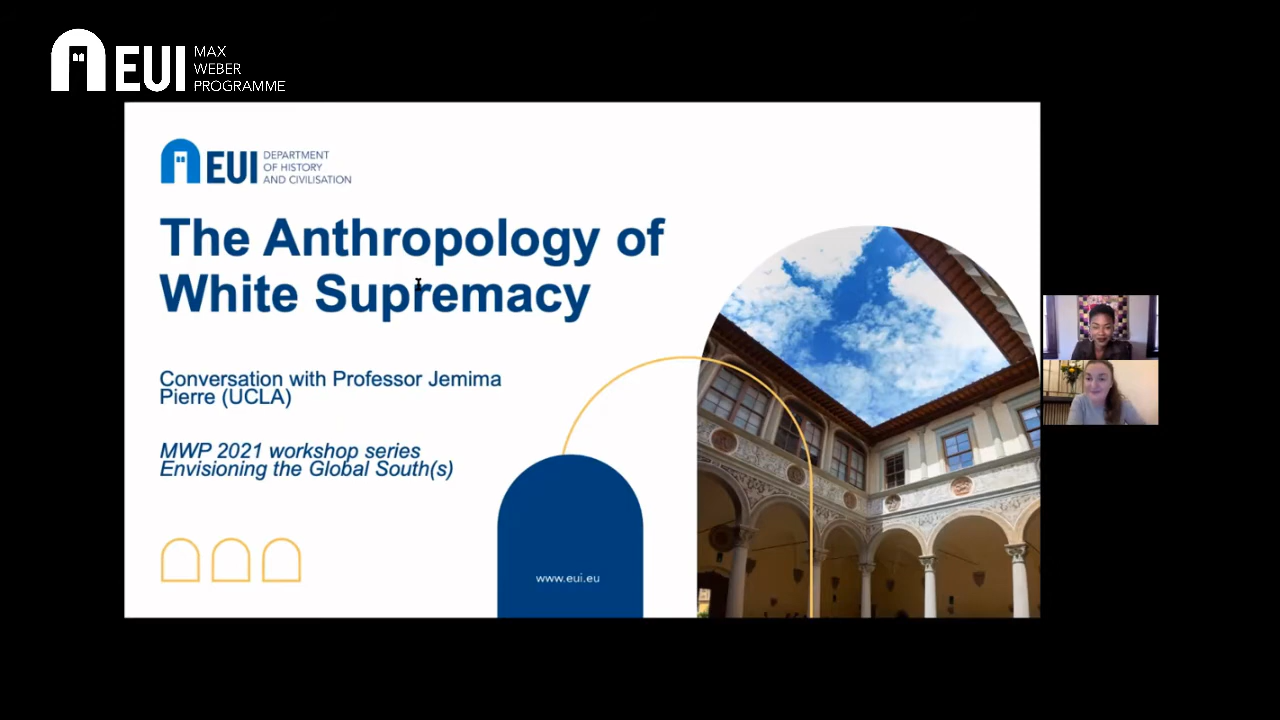 EUI
MAX
WEBER
PROGRAMME
EUI
DEPARTMENT
OF HISTORY
AND CIVILISATION
The Anthropology of
White Supremacy
Conversation with Professor Jemima
Pierre (UCLA)
MWP 2021 workshop series
Envisioning the Global South(s)
www.eui.eu